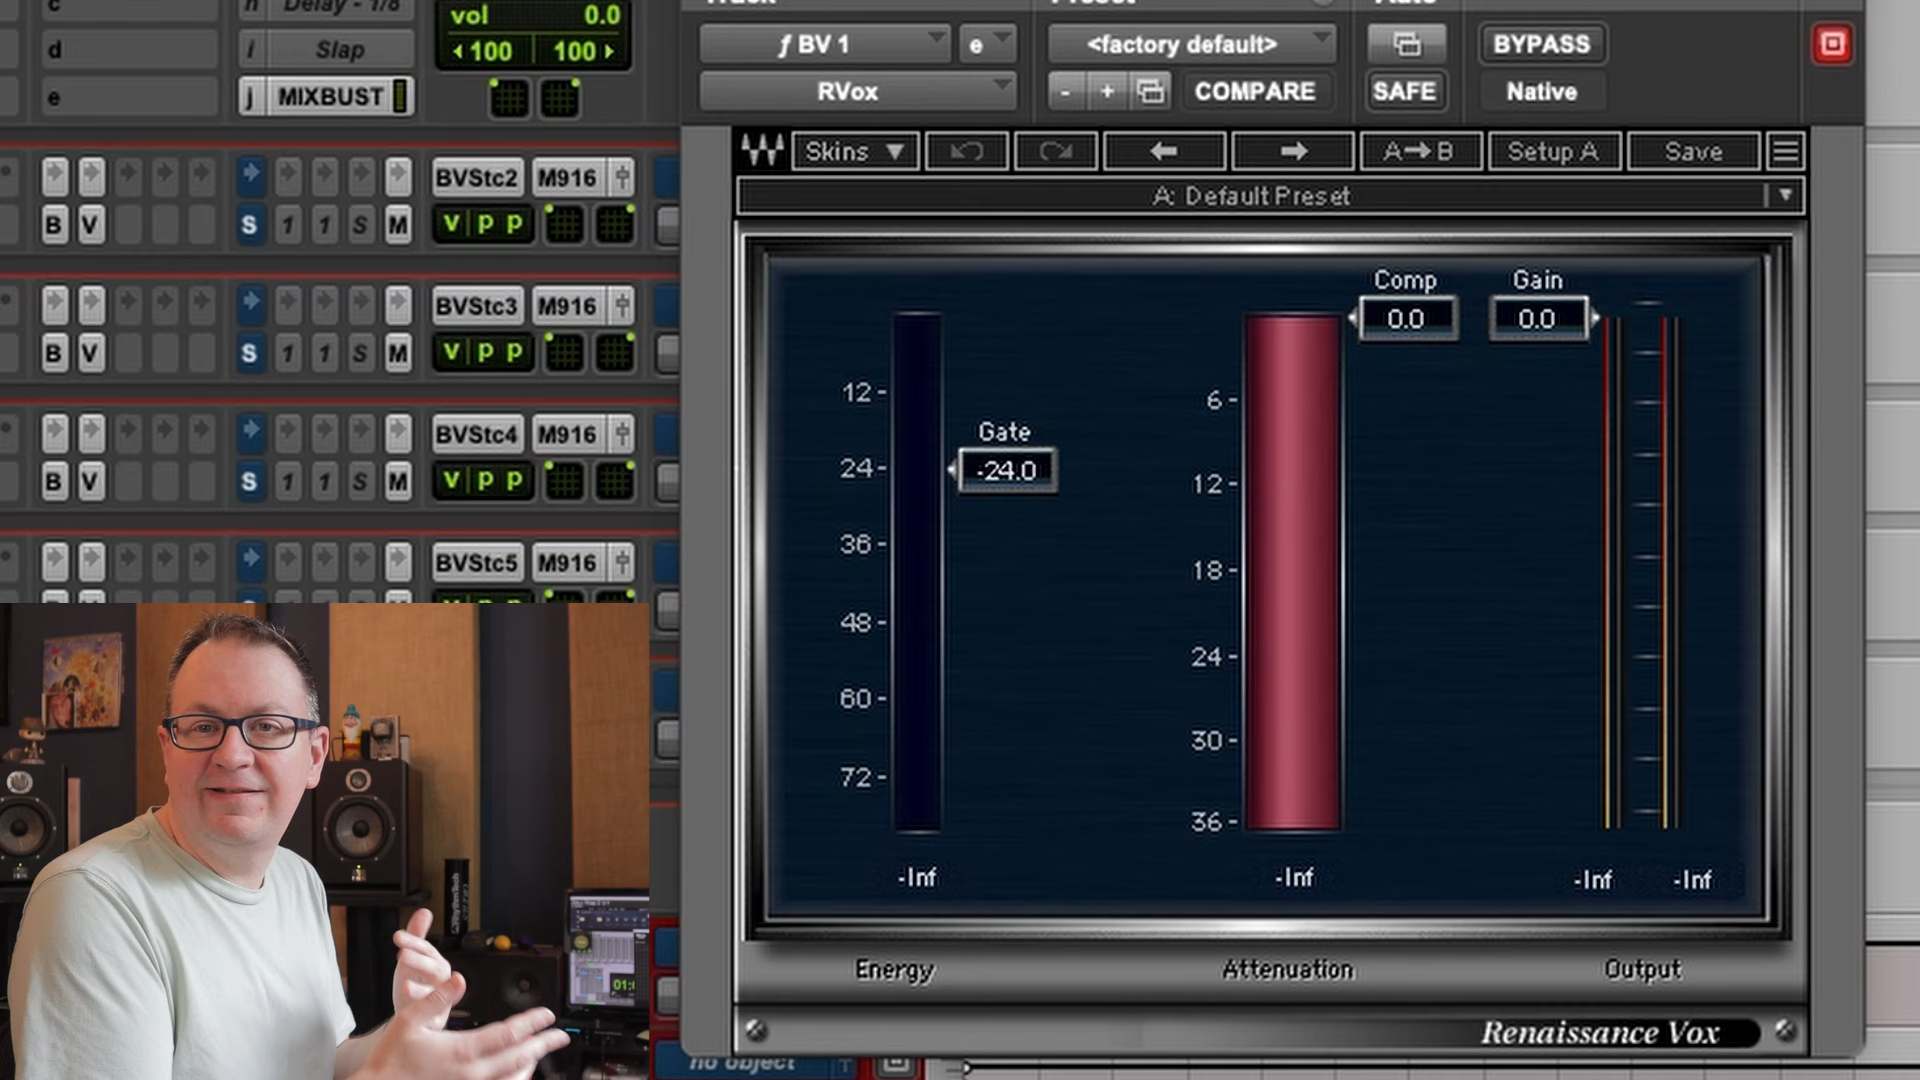 c
d
e
h Delay - 1/8
i Slap
j MIXBUST
vol 0.0
100 100
BVStc2 M916
B V S 1 1 S M v p p
BVStc3 M916
B V S 1 1 S M v p p
BVStc4 M916
B V S 1 1 S M v p p
BVStc5 M916
no object
Track Preset Auto
f BV 1 e <factory default> BYPASS
RVox - + COMPARE SAFE Native
Skins A→B Setup A Save
A: Default Preset
Comp Gain
0.0 0.0
Gate
-24.0
12
24
36
48
60
72
-Inf
6
12
18
24
30
36
-Inf
-Inf -Inf
Energy Attenuation Output
Renaissance Vox